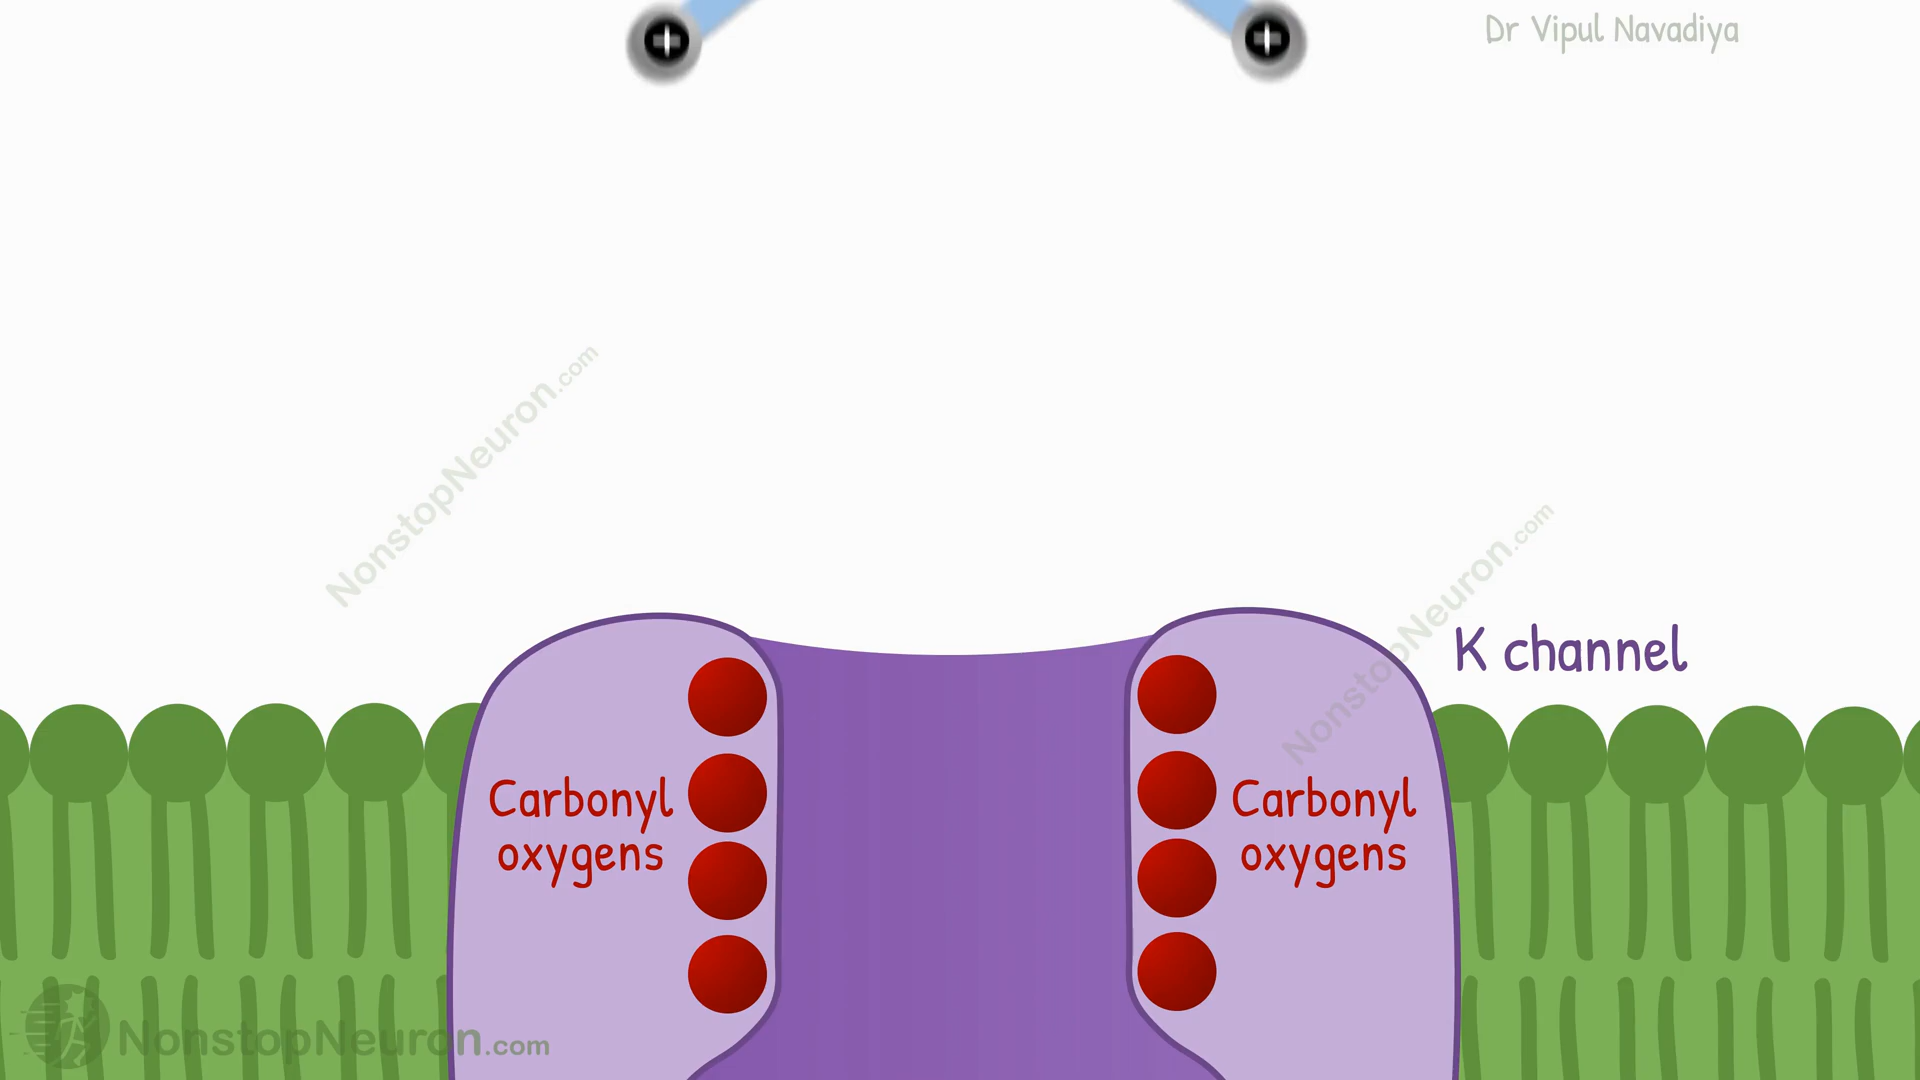 Dr Vipul Navadiya
NonstopNeuron.com
NonstopNeuron.com
K channel
Carbonyl
oxygens
Carbonyl
oxygens
NonstopNeuron.com